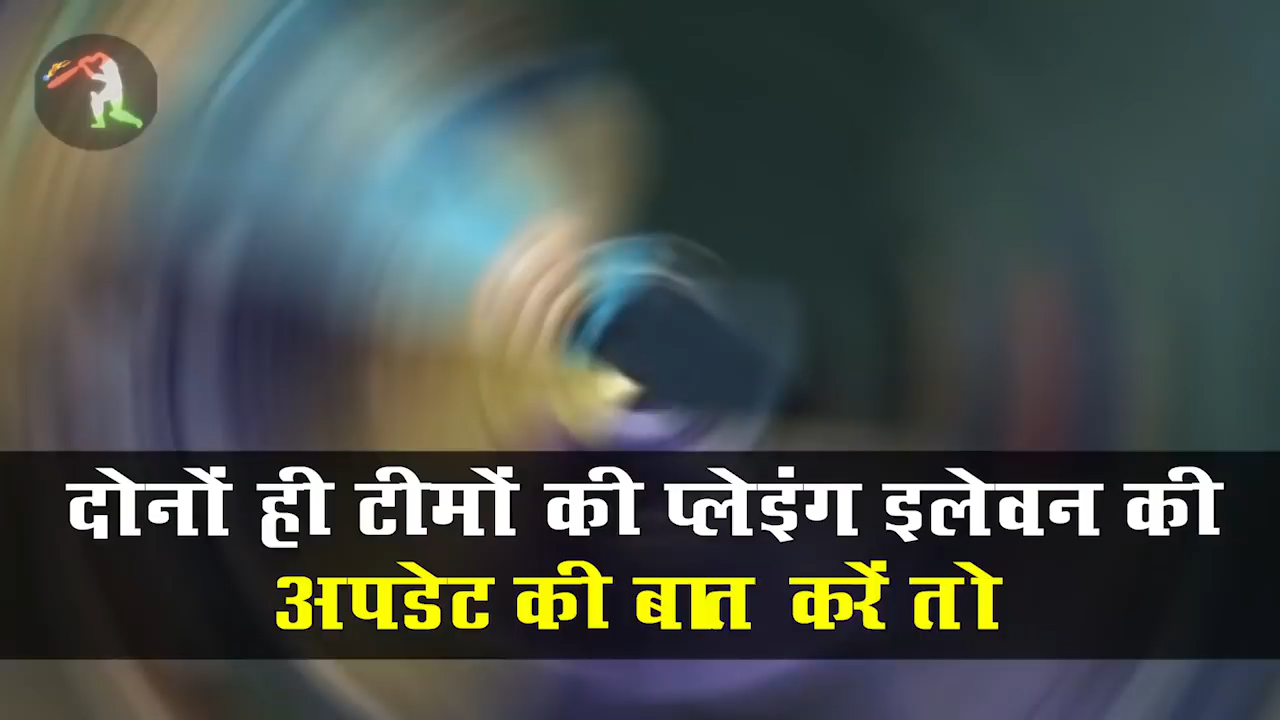 दोनों ही टीमों की प्लेइंग इलेवन की
अपडेट की बात करें तो